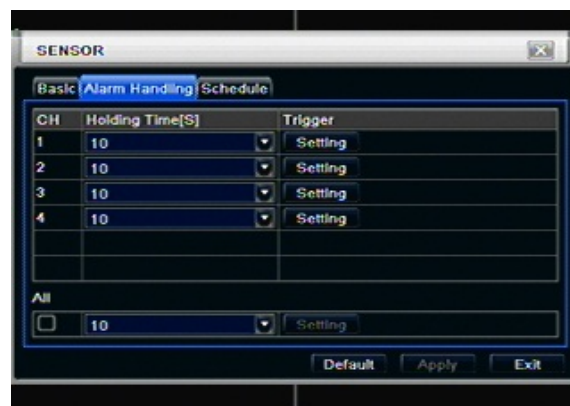 SENSOR
Basic Alarm Handling Schedule
CH Holding Time[S] Trigger
1 10 Setting
2 10 Setting
3 10 Setting
4 10 Setting
All
10 Setting
Default Apply Exit